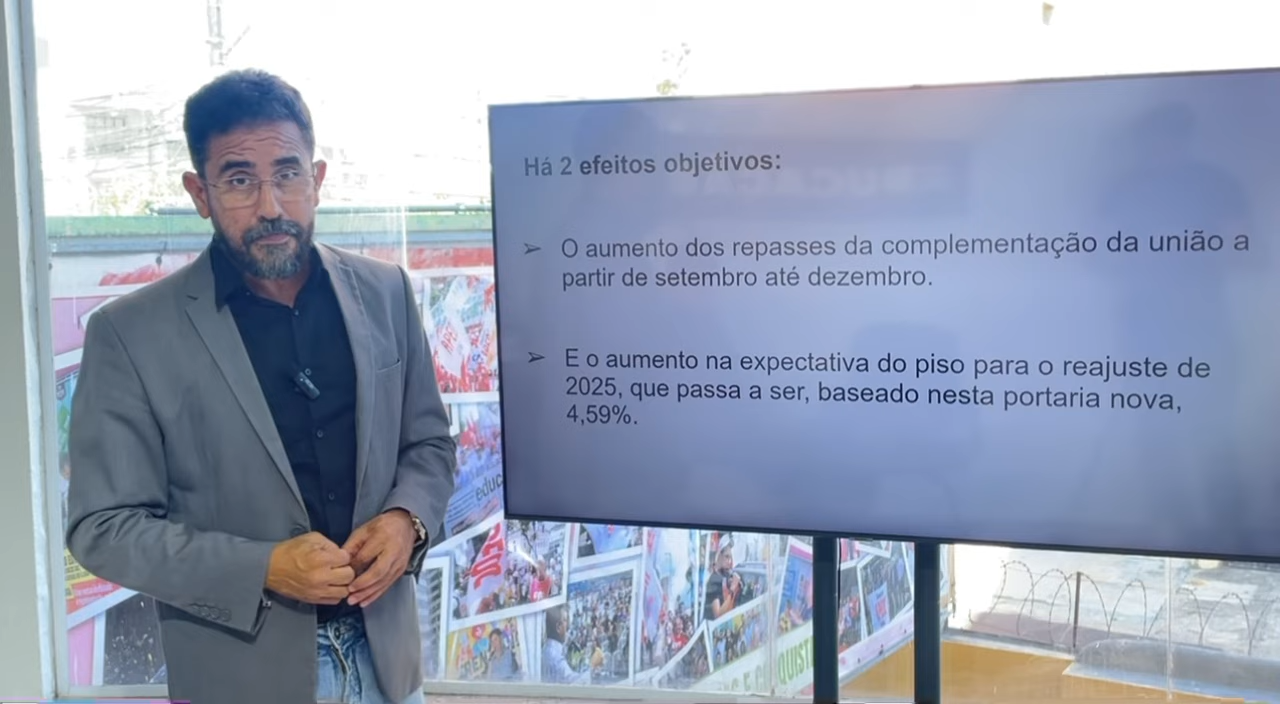 Há 2 efeitos objetivos:
➢ O aumento dos repasses da complementação da união a
partir de setembro até dezembro.
➢ E o aumento na expectativa do piso para o reajuste de
2025, que passa a ser, baseado nesta portaria nova,
4,59%.
educ